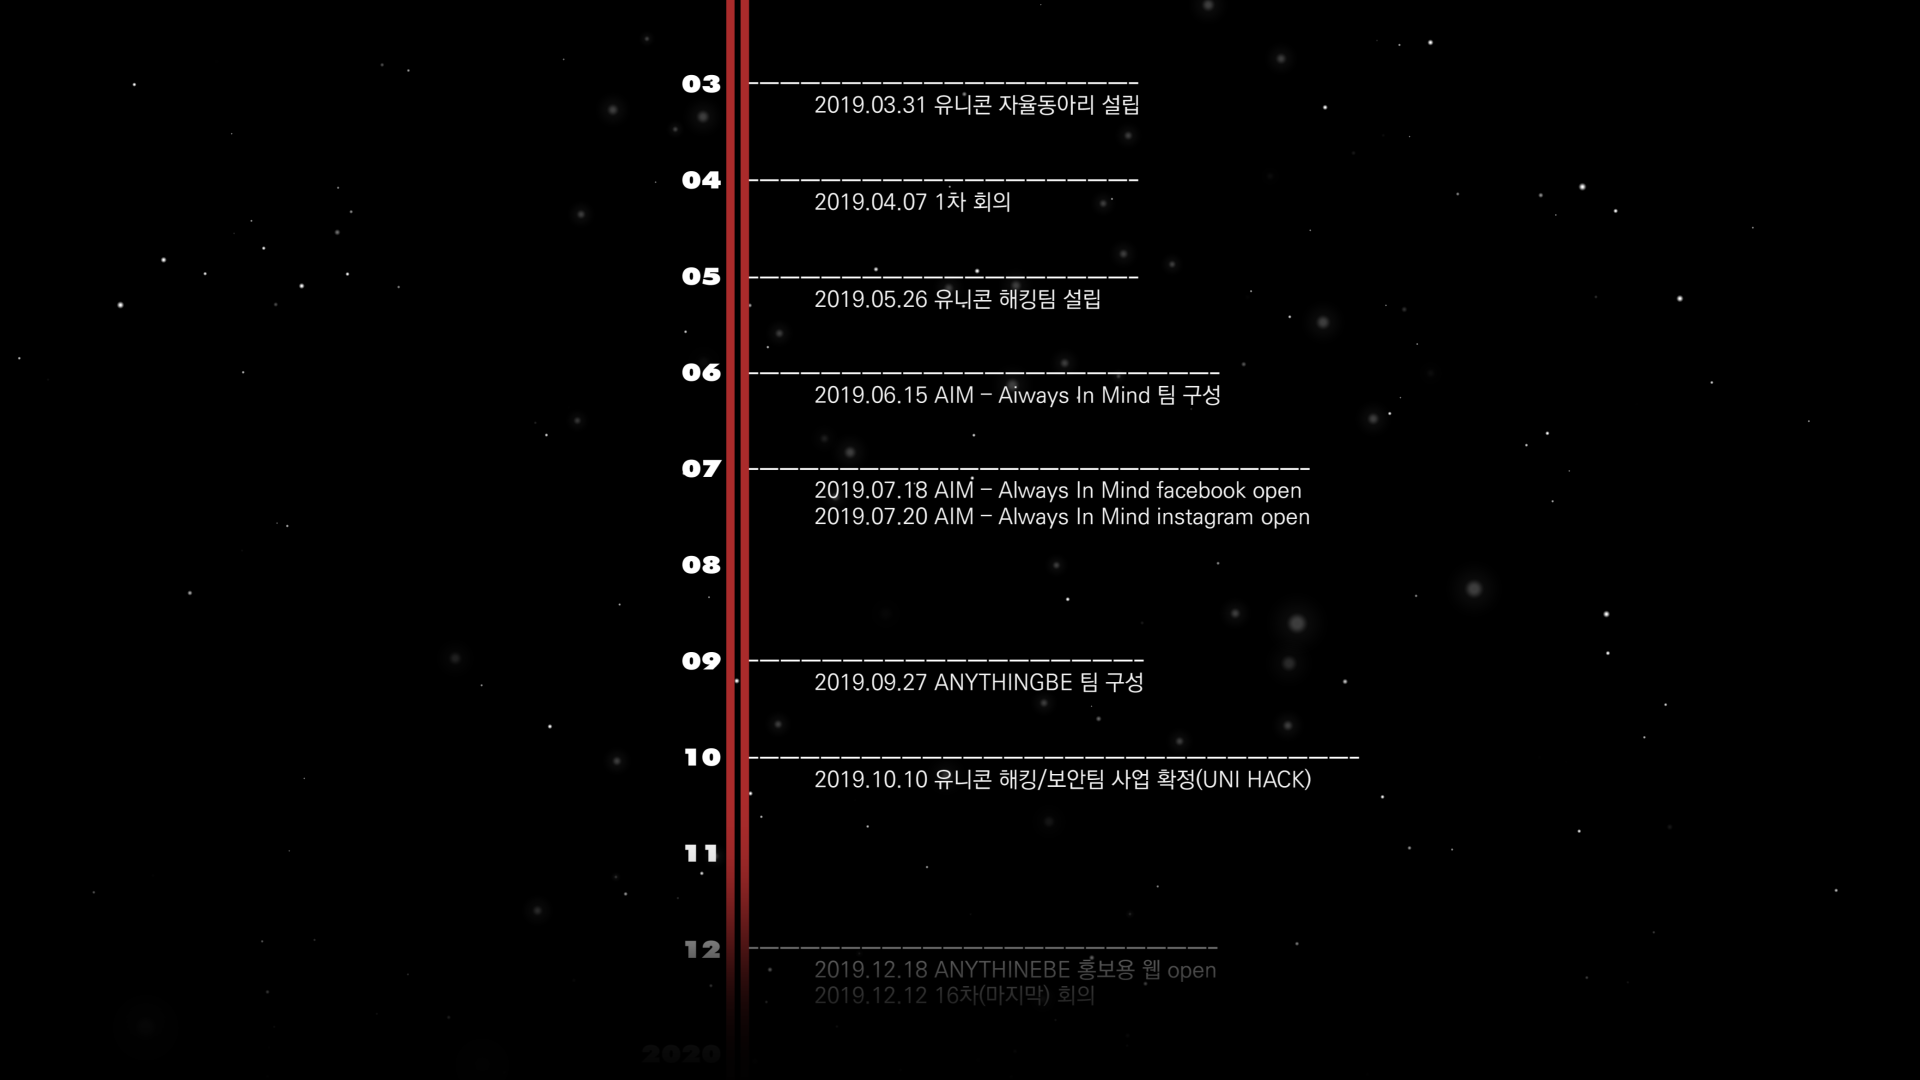 03
2019.03.31 유니콘 자율동아리 설립
04
2019.04.07 1차 회의
05
2019.05.26 유니콘 해킹팀 설립
06
2019.06.15 AIM - Aiways In Mind 팀 구성
07
2019.07.18 AIM - Always In Mind facebook open
2019.07.20 AIM - Always In Mind instagram open
08
09
2019.09.27 ANYTHINGBE 팀 구성
10
2019.10.10 유니콘 해킹/보안팀 사업 확정(UNI HACK)
11
12
2019.12.18 ANYTHINEBE 홍보용 웹 open
2019.12.12 16차(마지막) 회의
2020